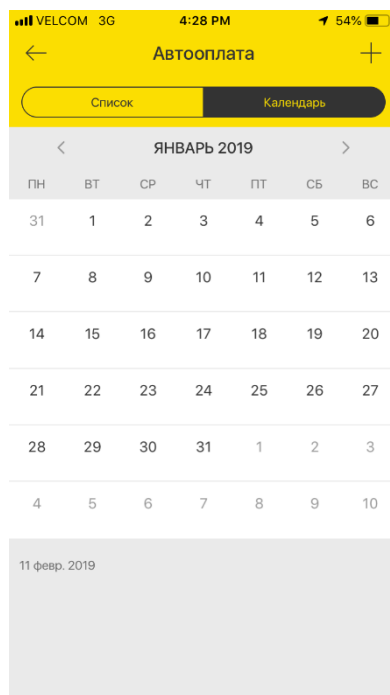 VELCOM 3G 4:28 PM 54%
Автооплата
Список Календарь
ЯНВАРЬ 2019
ПН ВТ СР ЧТ ПТ СБ ВС
31 1 2 3 4 5 6
7 8 9 10 11 12 13
14 15 16 17 18 19 20
21 22 23 24 25 26 27
28 29 30 31 1 2 3
4 5 6 7 8 9 10
11 февр. 2019